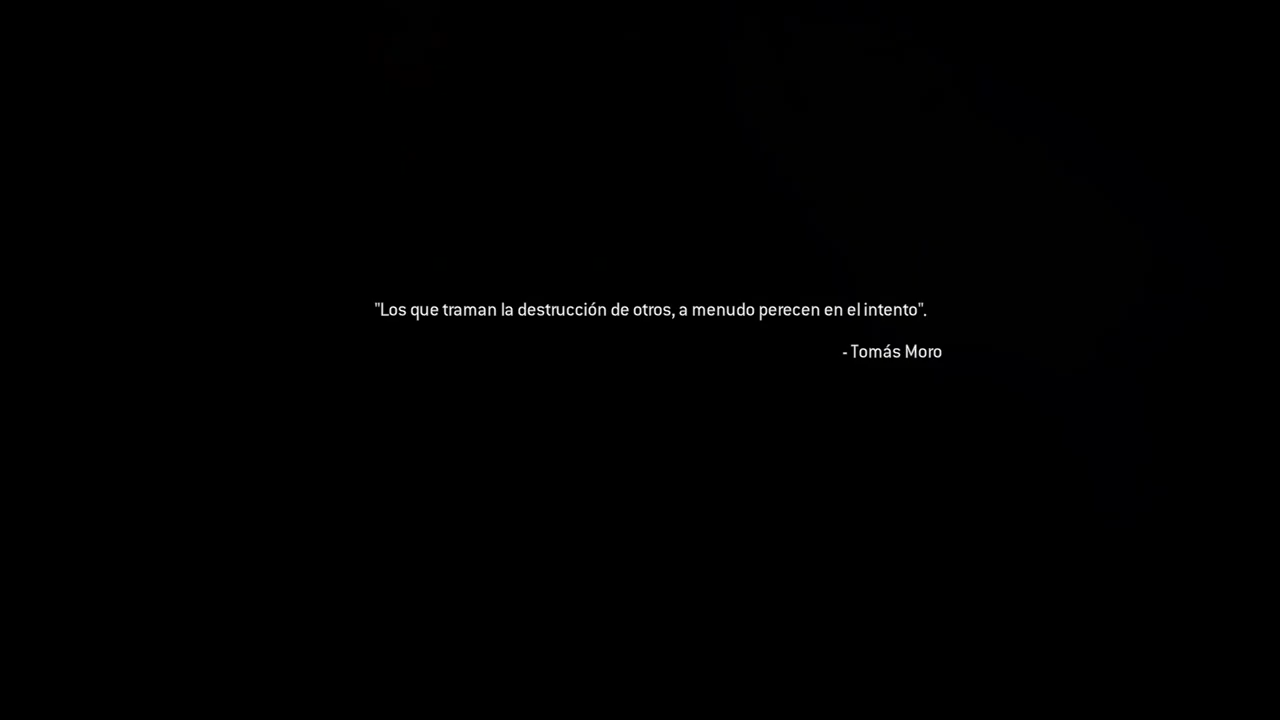 "Los que traman la destrucción de otros, a menudo perecen en el intento".
- Tomás Moro